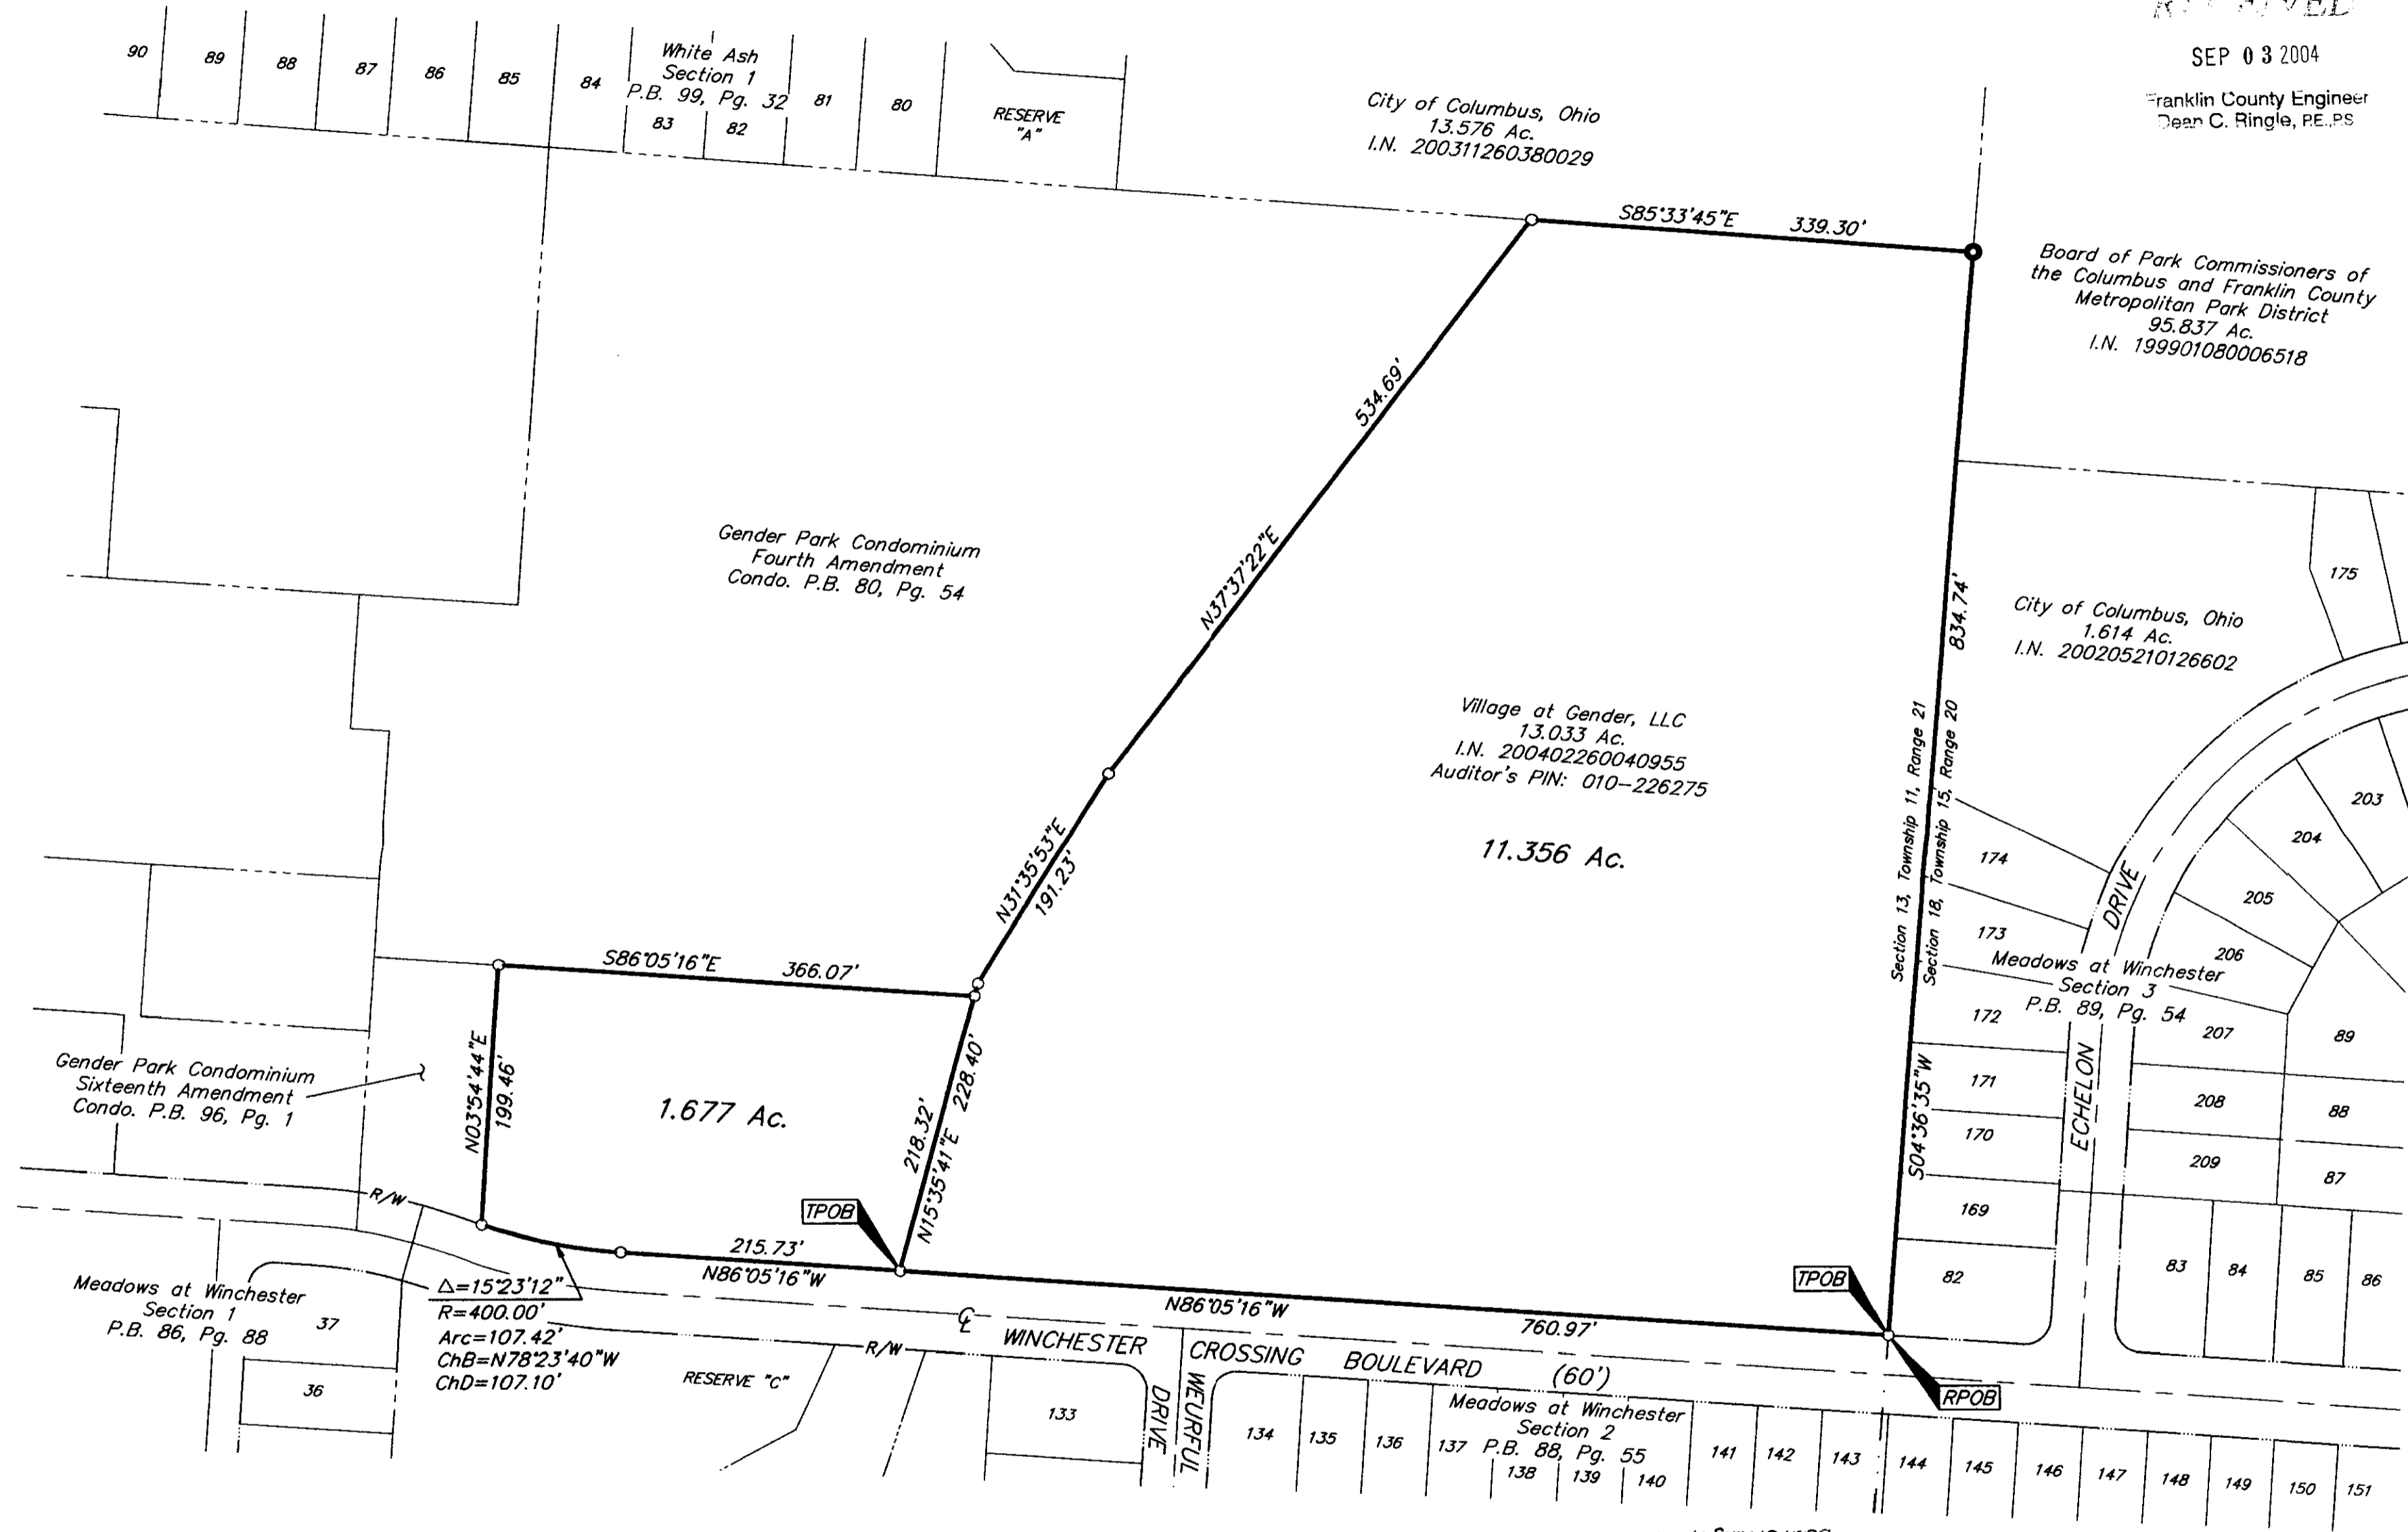 RECEIVED
SEP 03 2004
Franklin County Engineer
Dean C. Ringle, P.E., P.S
90
89
88
87
86
85
84
White Ash
Section 1
P.B. 99, Pg. 32
83
82
81
80
RESERVE
"A"
City of Columbus, Ohio
13.576 Ac.
I.N. 200311260380029
S85°33'45"E 339.30'
Board of Park Commissioners of
the Columbus and Franklin County
Metropolitan Park District
95.837 Ac.
I.N. 199901080006518
534.69'
N37°37'22"E
Gender Park Condominium
Fourth Amendment
Condo. P.B. 80, Pg. 54
834.74'
175
City of Columbus, Ohio
1.614 Ac.
I.N. 200205210126602
Village at Gender, LLC
13.033 Ac.
I.N. 200402260040955
Auditor's PIN: 010-226275
11.356 Ac.
Section 13, Township 11, Range 21
Section 18, Township 15, Range 20
203
204
205
206
174
173
DRIVE
Meadows at Winchester
Section 3
P.B. 89, Pg. 54
N31°35'53"E
191.23'
S86°05'16"E 366.07'
172
207
89
171
208
88
170
209
87
ECHELON
S04°36'35"W
169
82
83
84
85
86
Gender Park Condominium
Sixteenth Amendment
Condo. P.B. 96, Pg. 1
N03°54'44"E
199.46'
1.677 Ac.
218.32'
N15°35'41"E 228.40'
R/W
TPOB
215.73'
N86°05'16"W
TPOB
N86°05'16"W
760.97'
RPOB
Meadows at Winchester
Section 1
P.B. 86, Pg. 88
37
36
Δ=15°23'12"
R=400.00'
Arc=107.42'
ChB=N78°23'40"W
ChD=107.10'
RESERVE "C"
R/W
℄
WINCHESTER CROSSING BOULEVARD (60')
133
DRIVE
WEURFUL
134
135
136
137
Meadows at Winchester
Section 2
P.B. 88, Pg. 55
138
139
140
141
142
143
144
145
146
147
148
149
150
151